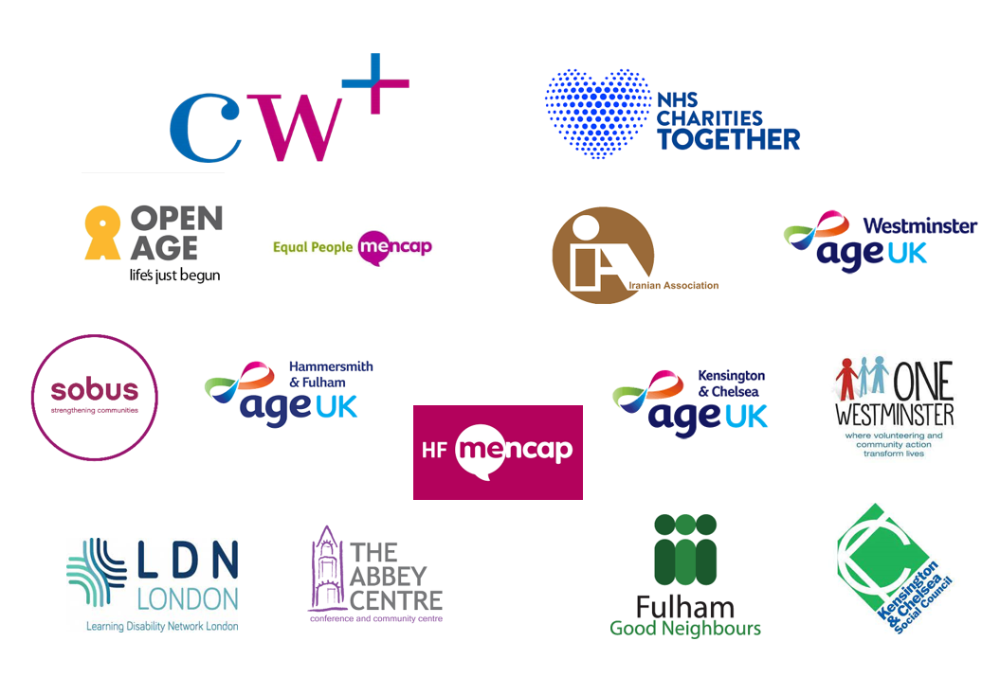 cw+
NHS
CHARITIES
TOGETHER
OPEN
AGE
life's just begun
Equal People mencap
iA
Iranian Association
Westminster
age UK
sobus
strengthening communities
Hammersmith
& Fulham
age UK
HF mencap
Kensington
& Chelsea
age UK
ONE
WESTMINSTER
where volunteering and
community action
transform lives
LDN
LONDON
Learning Disability Network London
THE
ABBEY
CENTRE
conference and community centre
Fulham
Good Neighbours
KC
Kensington
& Chelsea
Social Council